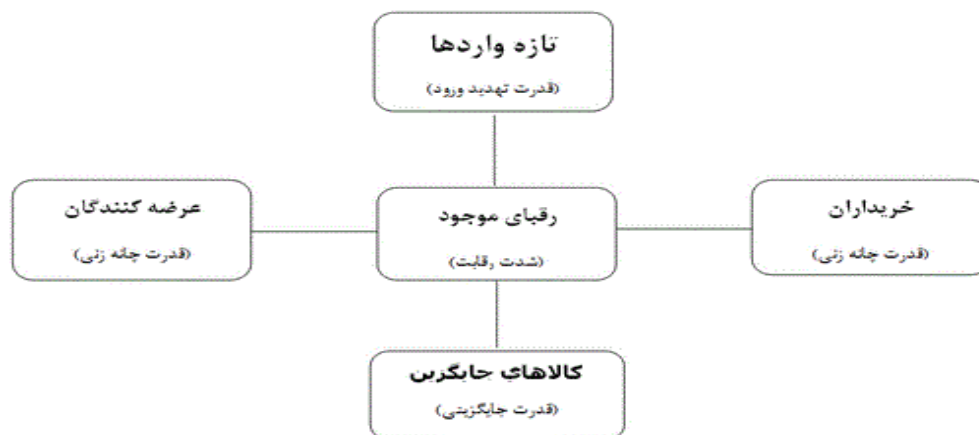 تازه واردها
(قدرت تهدید ورود)
خریداران
(قدرت چانه زنی)
رقبای موجود
(شدت رقابت)
عرضه کنندگان
(قدرت چانه زنی)
کالاهای جایگزین
(قدرت جایگزینی)